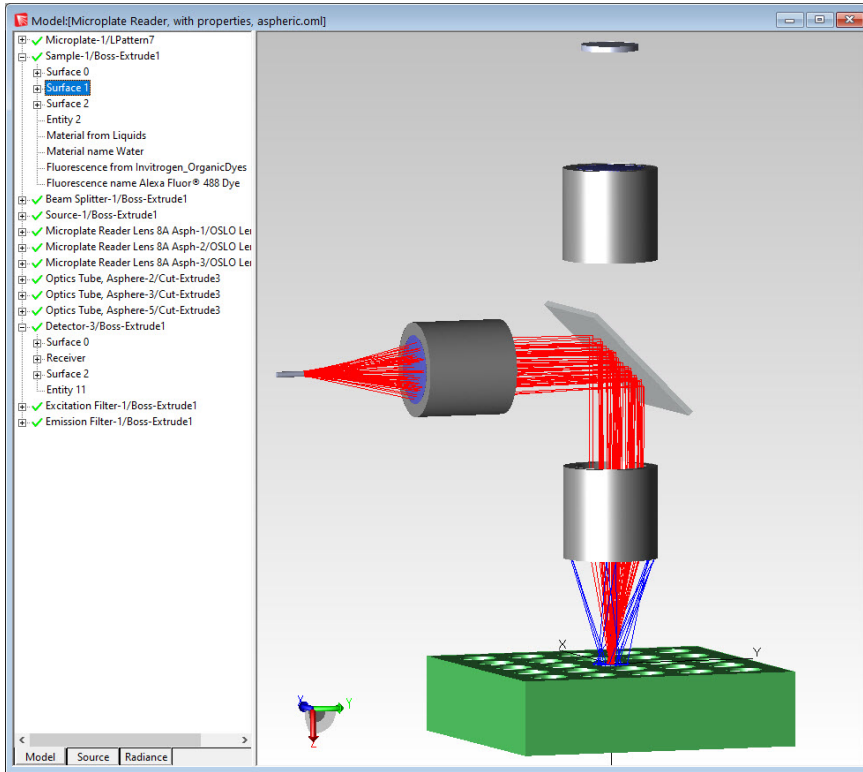 Model:[Microplate Reader, with properties, aspheric.oml]
Microplate-1/LPattern7
Sample-1/Boss-Extrude1
Surface 0
Surface 1
Surface 2
Entity 2
Material from Liquids
Material name Water
Fluorescence from Invitrogen_OrganicDyes
Fluorescence name Alexa Fluor® 488 Dye
Beam Splitter-1/Boss-Extrude1
Source-1/Boss-Extrude1
Microplate Reader Lens 8A Asph-1/OSLO Le
Microplate Reader Lens 8A Asph-2/OSLO Le
Microplate Reader Lens 8A Asph-3/OSLO Le
Optics Tube, Asphere-2/Cut-Extrude3
Optics Tube, Asphere-3/Cut-Extrude3
Optics Tube, Asphere-5/Cut-Extrude3
Detector-3/Boss-Extrude1
Surface 0
Receiver
Surface 2
Entity 11
Excitation Filter-1/Boss-Extrude1
Emission Filter-1/Boss-Extrude1
X
Y
X
Y
Z
Model
Source
Radiance